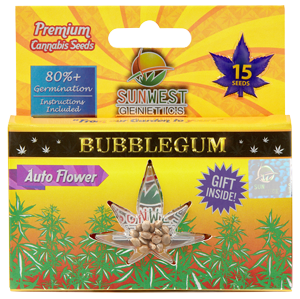 Premium
Cannabis Seeds
80%+
Germination
Instructions
Included
15
SEEDS
SUNWEST
GENETICS
BUBBLEGUM
Auto Flower
GIFT
INSIDE!